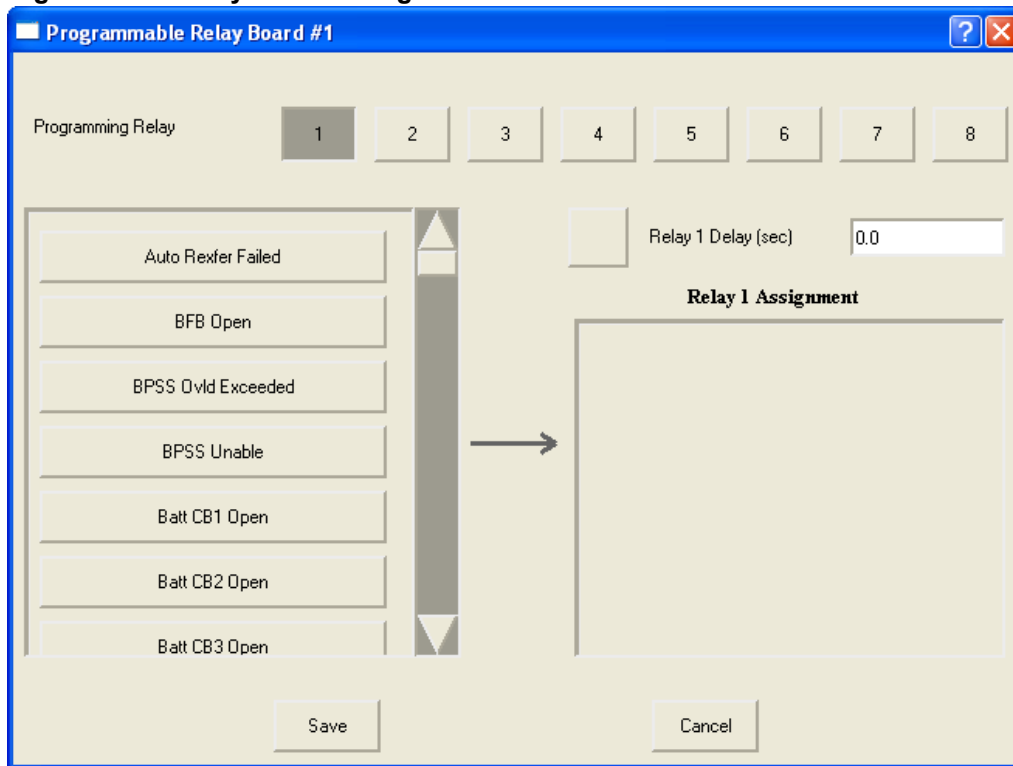 Programmable Relay Board #1
Programming Relay
1
2
3
4
5
6
7
8
Auto Rexfer Failed
BFB Open
BPSS Ovld Exceeded
BPSS Unable
Batt CB1 Open
Batt CB2 Open
Batt CB3 Open
Relay 1 Delay (sec)
0.0
Relay 1 Assignment
Save
Cancel